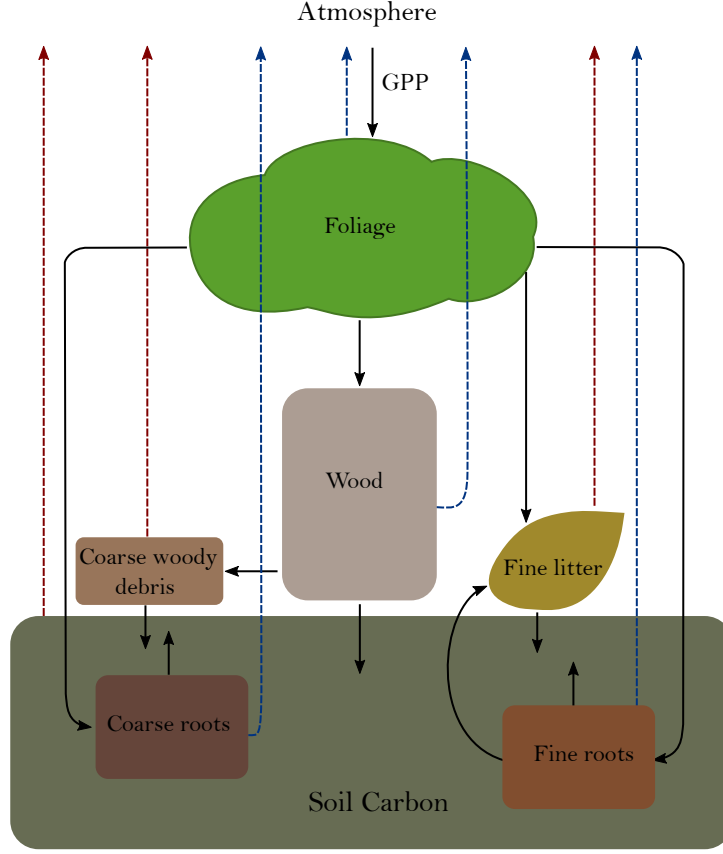 Atmosphere
GPP
Foliage
Wood
Coarse woody
debris
Fine litter
Coarse roots
Fine roots
Soil Carbon